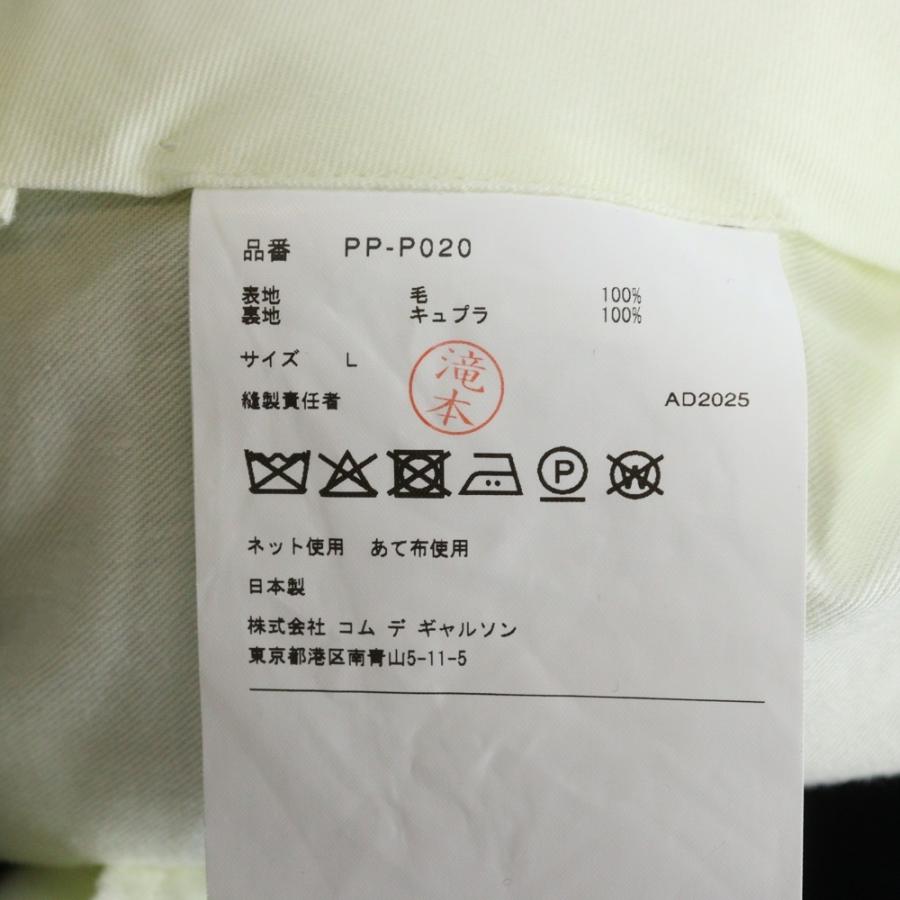 品番 PP-P020
表地 毛 100%
裏地 キュプラ 100%
サイズ L
滝本
縫製責任者 AD2025
P
W
ネット使用 あて布使用
日本製
株式会社 コム デ ギャルソン
東京都港区南青山5-11-5